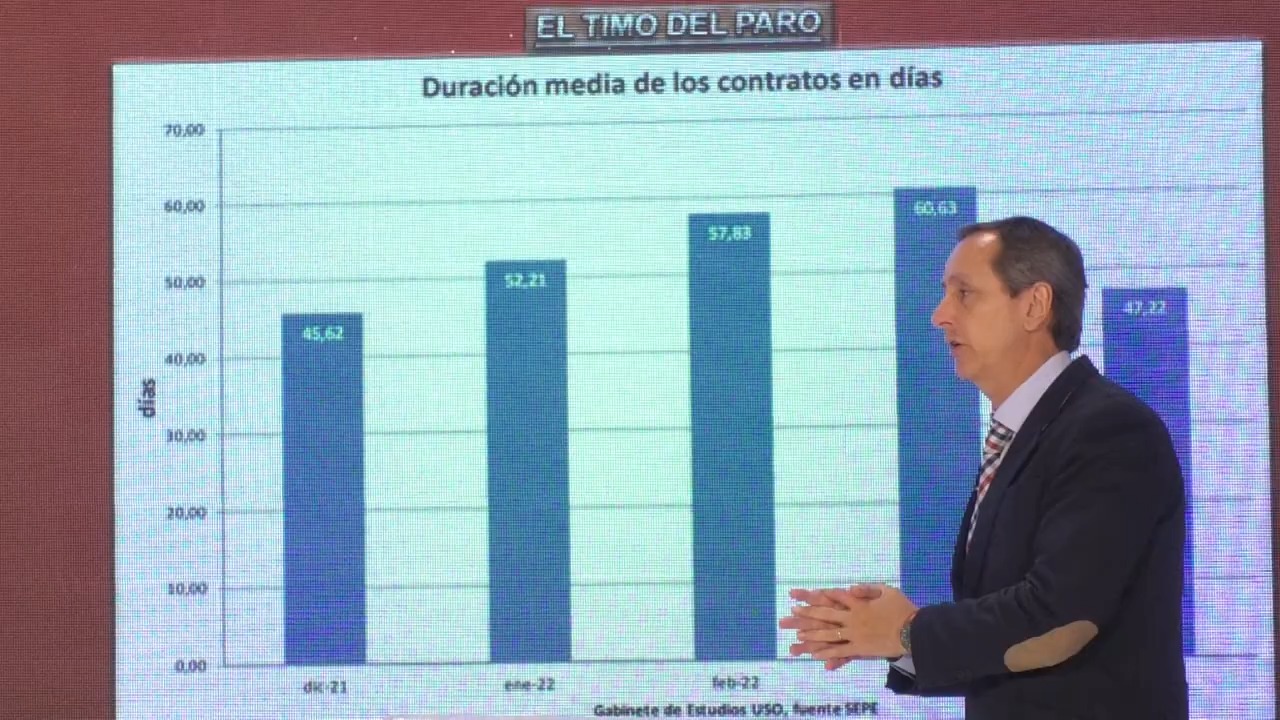 EL TIMO DEL PARO
Duración media de los contratos en días
70,00
60,00
50,00
40,00
30,00
20,00
10,00
0,00
días
45,62
52,21
57,83
60,63
47,22
dic-21
ene-22
feb-22
Gabinete de Estudios USO, fuente SEPE